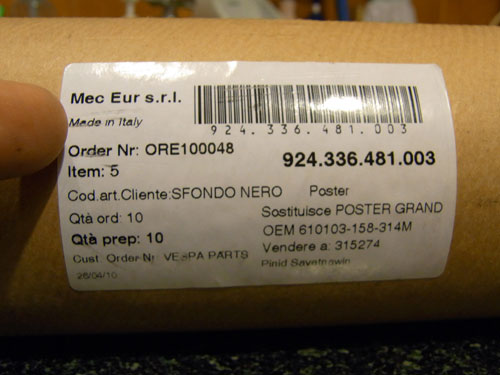 Mec Eur s.r.l.
Made in Italy
924.336.481.003
Order Nr: ORE100048
924.336.481.003
Item: 5
Cod.art.Cliente:SFONDO NERO Poster
Qtà ord: 10
Sostituisce POSTER GRAND
OEM 610103-158-314M
Qtà prep: 10
Vendere a: 315274
Cust. Order Nr: VESPA PARTS
26/04/10